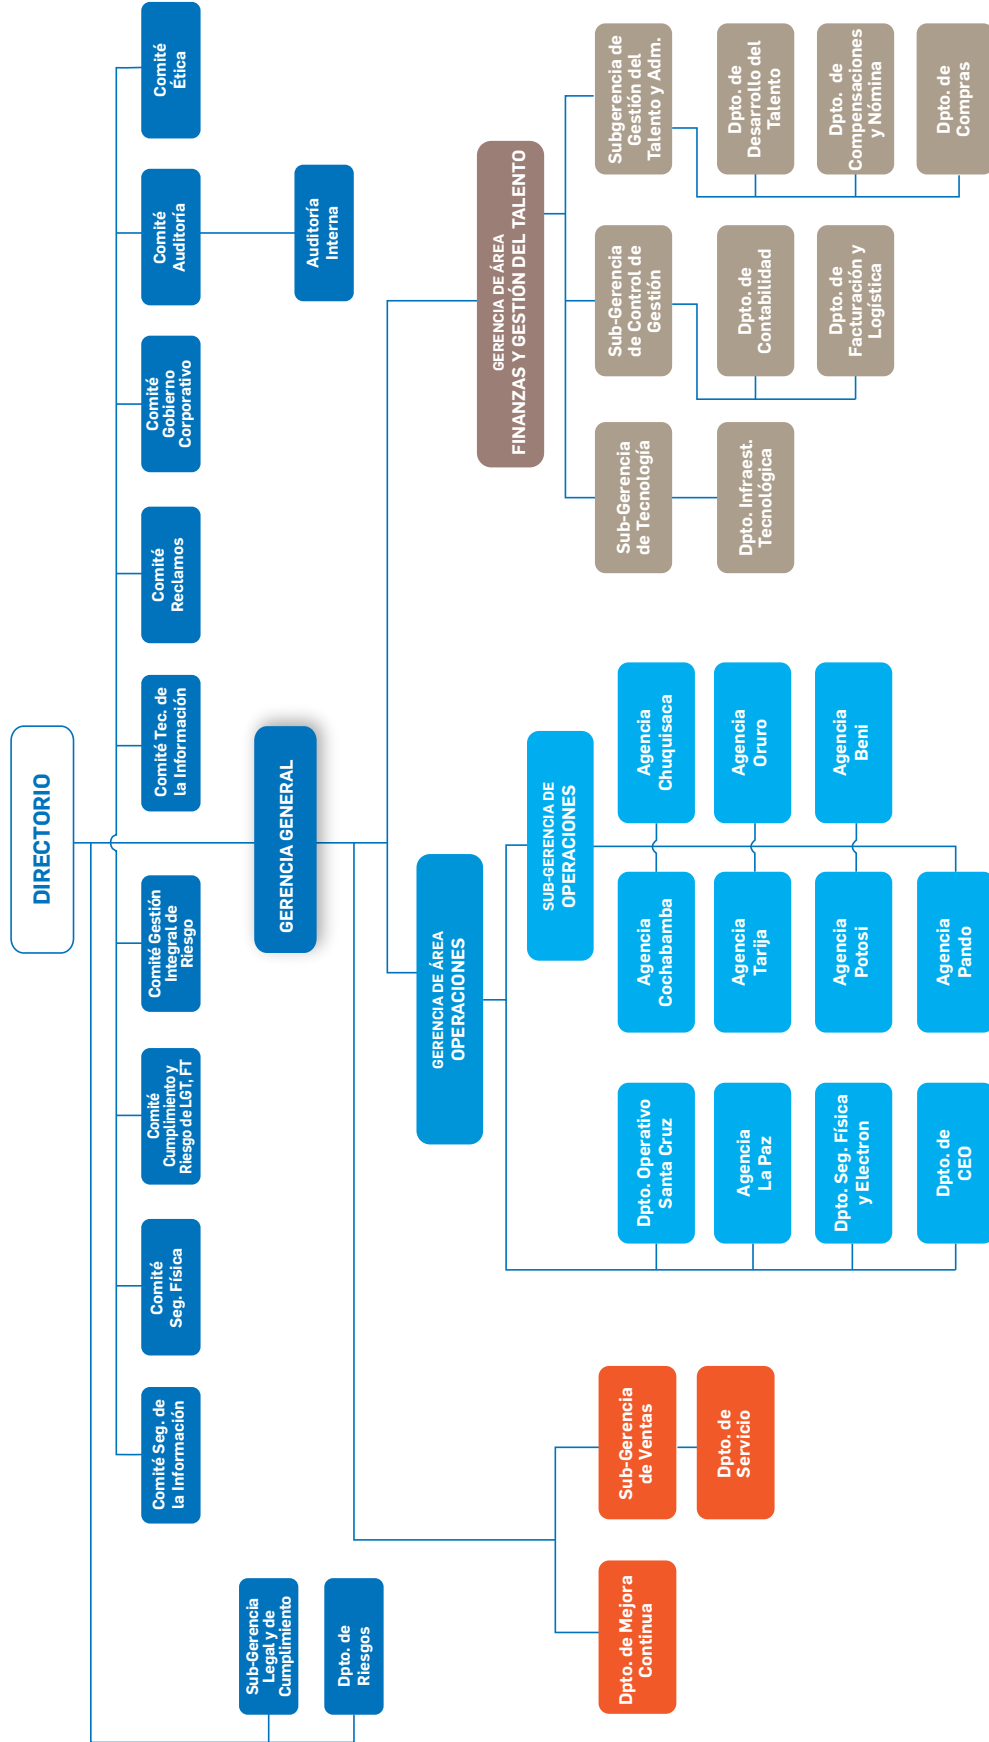 DIRECTORIO
Comité Seg. de
la Información
Comité
Seg. Física
Comité
Cumplimiento y
Riesgo de LGT, FT
Comité Gestión
Integral de
Riesgo
Comité Tec. de
la Información
Comité
Reclamos
Comité
Gobierno
Corporativo
Comité
Auditoría
Comité
Ética
Sub-Gerencia
Legal y de
Cumplimiento
Dpto. de
Riesgos
GERENCIA GENERAL
Auditoría
Interna
GERENCIA DE ÁREA
OPERACIONES
GERENCIA DE ÁREA
FINANZAS Y GESTIÓN DEL TALENTO
SUB-GERENCIA DE
OPERACIONES
Dpto. de Mejora
Continua
Sub-Gerencia
de Ventas
Dpto. de
Servicio
Dpto. Operativo
Santa Cruz
Agencia
La Paz
Dpto. Seg. Física
y Electron
Dpto. de
CEO
Agencia
Cochabamba
Agencia
Chuquisaca
Agencia
Tarija
Agencia
Oruro
Agencia
Potosi
Agencia
Beni
Agencia
Pando
Sub-Gerencia
de Tecnología
Dpto. Infraest.
Tecnológica
Sub-Gerencia
de Control de
Gestión
Dpto. de
Contabilidad
Dpto. de
Facturación y
Logística
Subgerencia de
Gestión del
Talento y Adm.
Dpto. de
Desarrollo del
Talento
Dpto. de
Compensaciones
y Nómina
Dpto. de
Compras